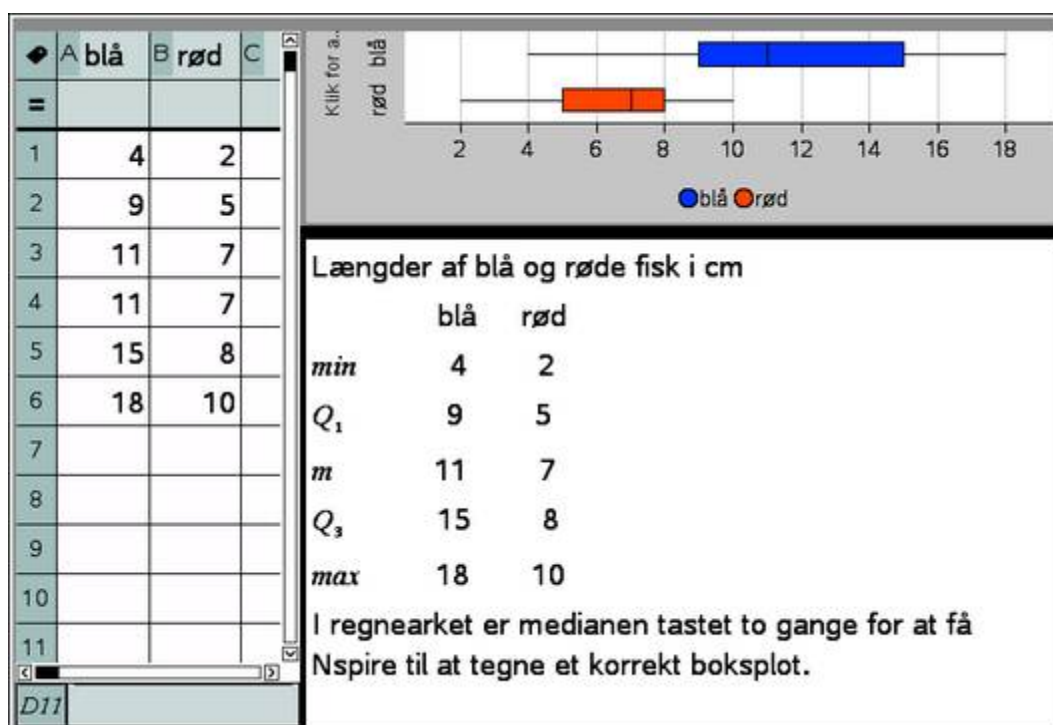 A blå B rød C
=
1 4 2
2 9 5
3 11 7
4 11 7
5 15 8
6 18 10
7
8
9
10
11
D11
Klik for a..
rød blå
2 4 6 8 10 12 14 16 18
blå rød
Længder af blå og røde fisk i cm
blå rød
min 4 2
Q₁ 9 5
m 11 7
Q₃ 15 8
max 18 10
I regnearket er medianen tastet to gange for at få
Nspire til at tegne et korrekt boksplot.